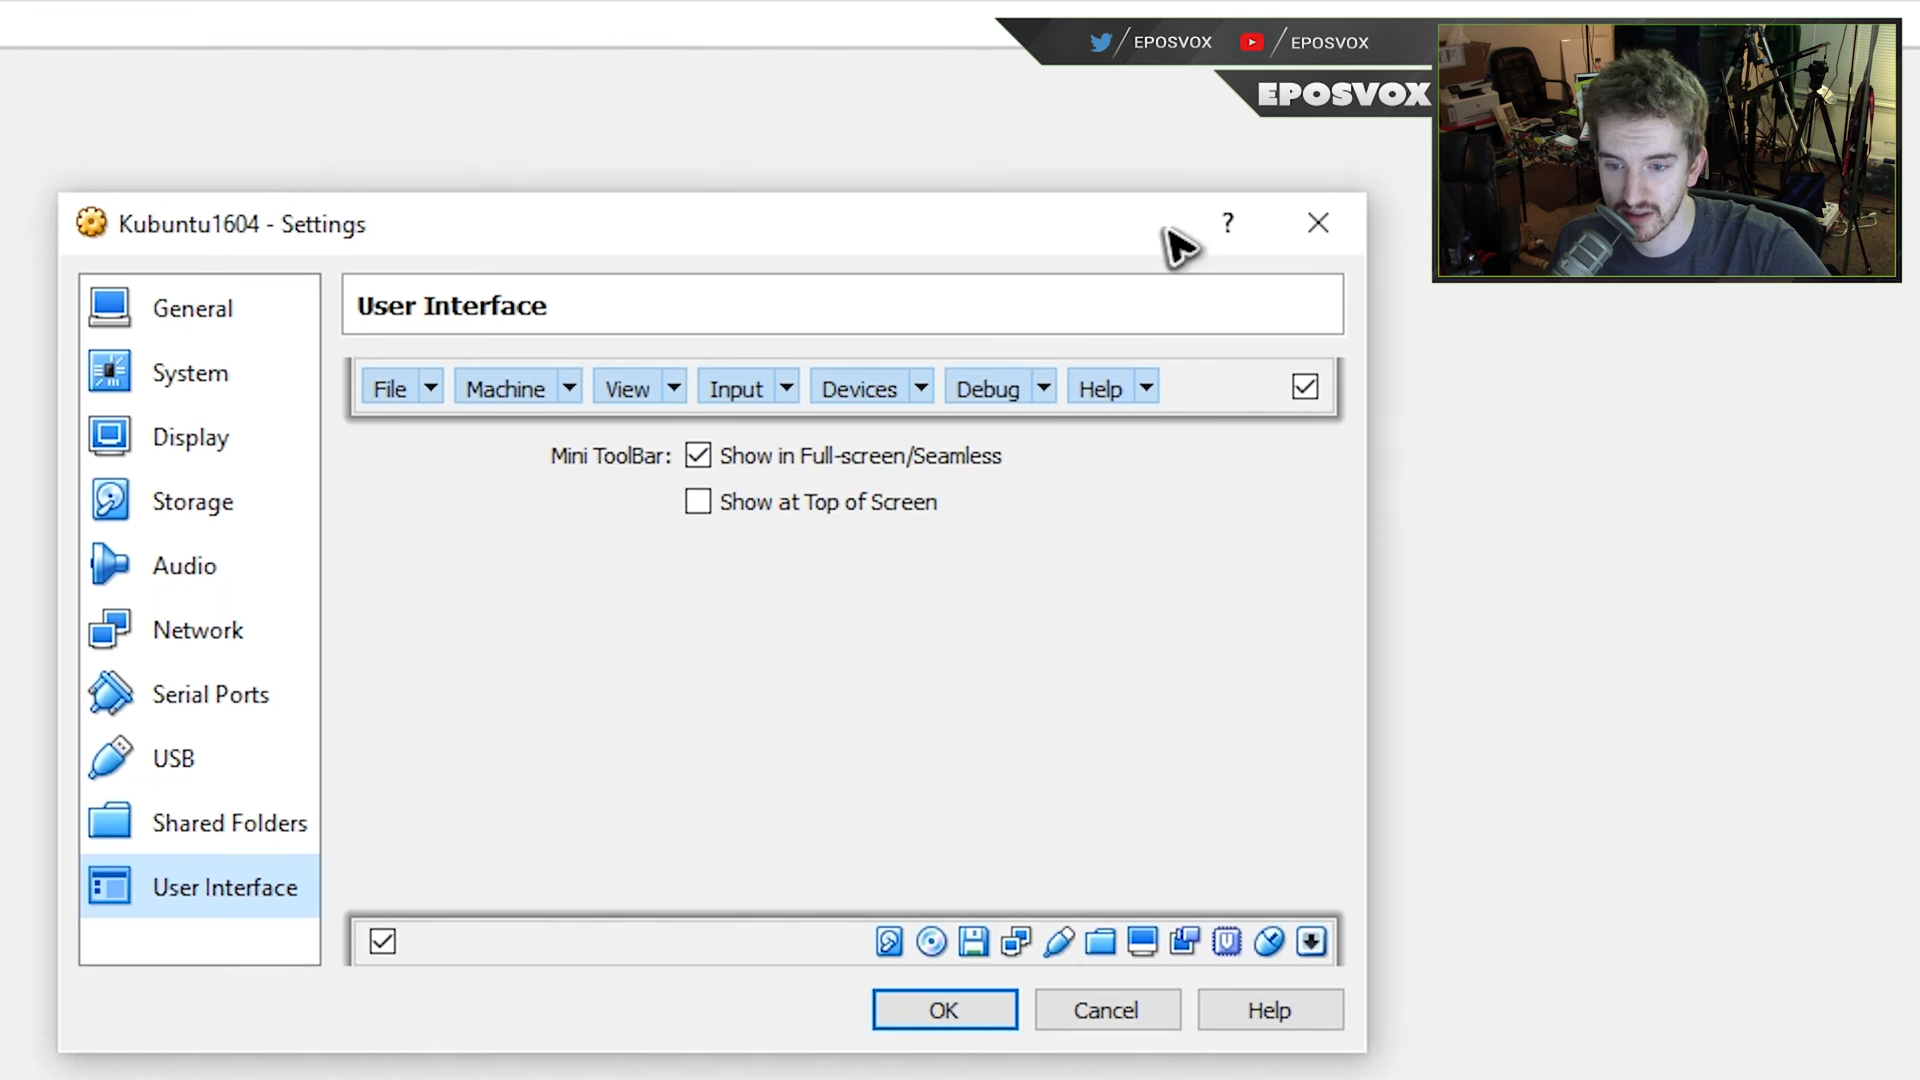 EPOSVOX EPOSVOX
EPOSVOX
Kubuntu1604 - Settings ?
General
System
Display
Storage
Audio
Network
Serial Ports
USB
Shared Folders
User Interface
User Interface
File Machine View Input Devices Debug Help
Mini ToolBar: Show in Full-screen/Seamless
Show at Top of Screen
OK Cancel Help